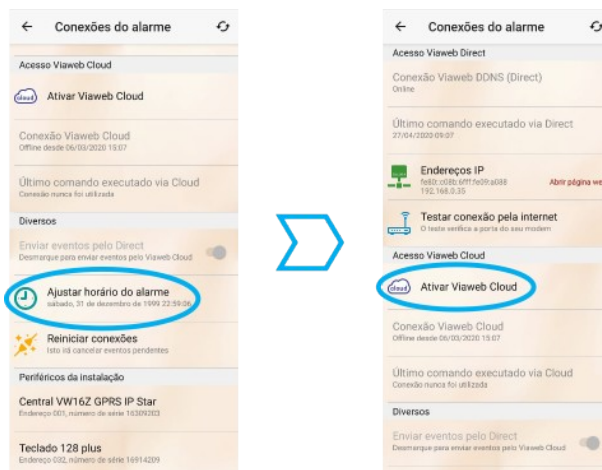 Conexões do alarme
Acesso Viaweb Cloud
cloud
Ativar Viaweb Cloud
Conexão Viaweb Cloud
Offline desde 06/03/2020 15:07
Último comando executado via Cloud
Conexão nunca foi utilizada
Diversos
Enviar eventos pelo Direct
Desmarque para enviar eventos pelo Viaweb Cloud
Ajustar horário do alarme
sábado, 31 de dezembro de 1999 22:59:06
Reiniciar conexões
Isto irá cancelar eventos pendentes
Periféricos da instalação
Central VW16Z GPRS IP Star
Endereço 001, número de série 16309203
Teclado 128 plus
Endereço 032, número de série 16914209
Conexões do alarme
Acesso Viaweb Direct
Conexão Viaweb DDNS (Direct)
Online
Último comando executado via Direct
27/04/2020 09:07
Endereços IP
fe80::c08b:6fff:fe09:a088
192.168.0.35
Abrir página we
Testar conexão pela internet
O teste verifica a porta do seu modem
Acesso Viaweb Cloud
cloud
Ativar Viaweb Cloud
Conexão Viaweb Cloud
Offline desde 06/03/2020 15:07
Último comando executado via Cloud
Conexão nunca foi utilizada
Diversos
Enviar eventos pelo Direct
Desmarque para enviar eventos pelo Viaweb Cloud